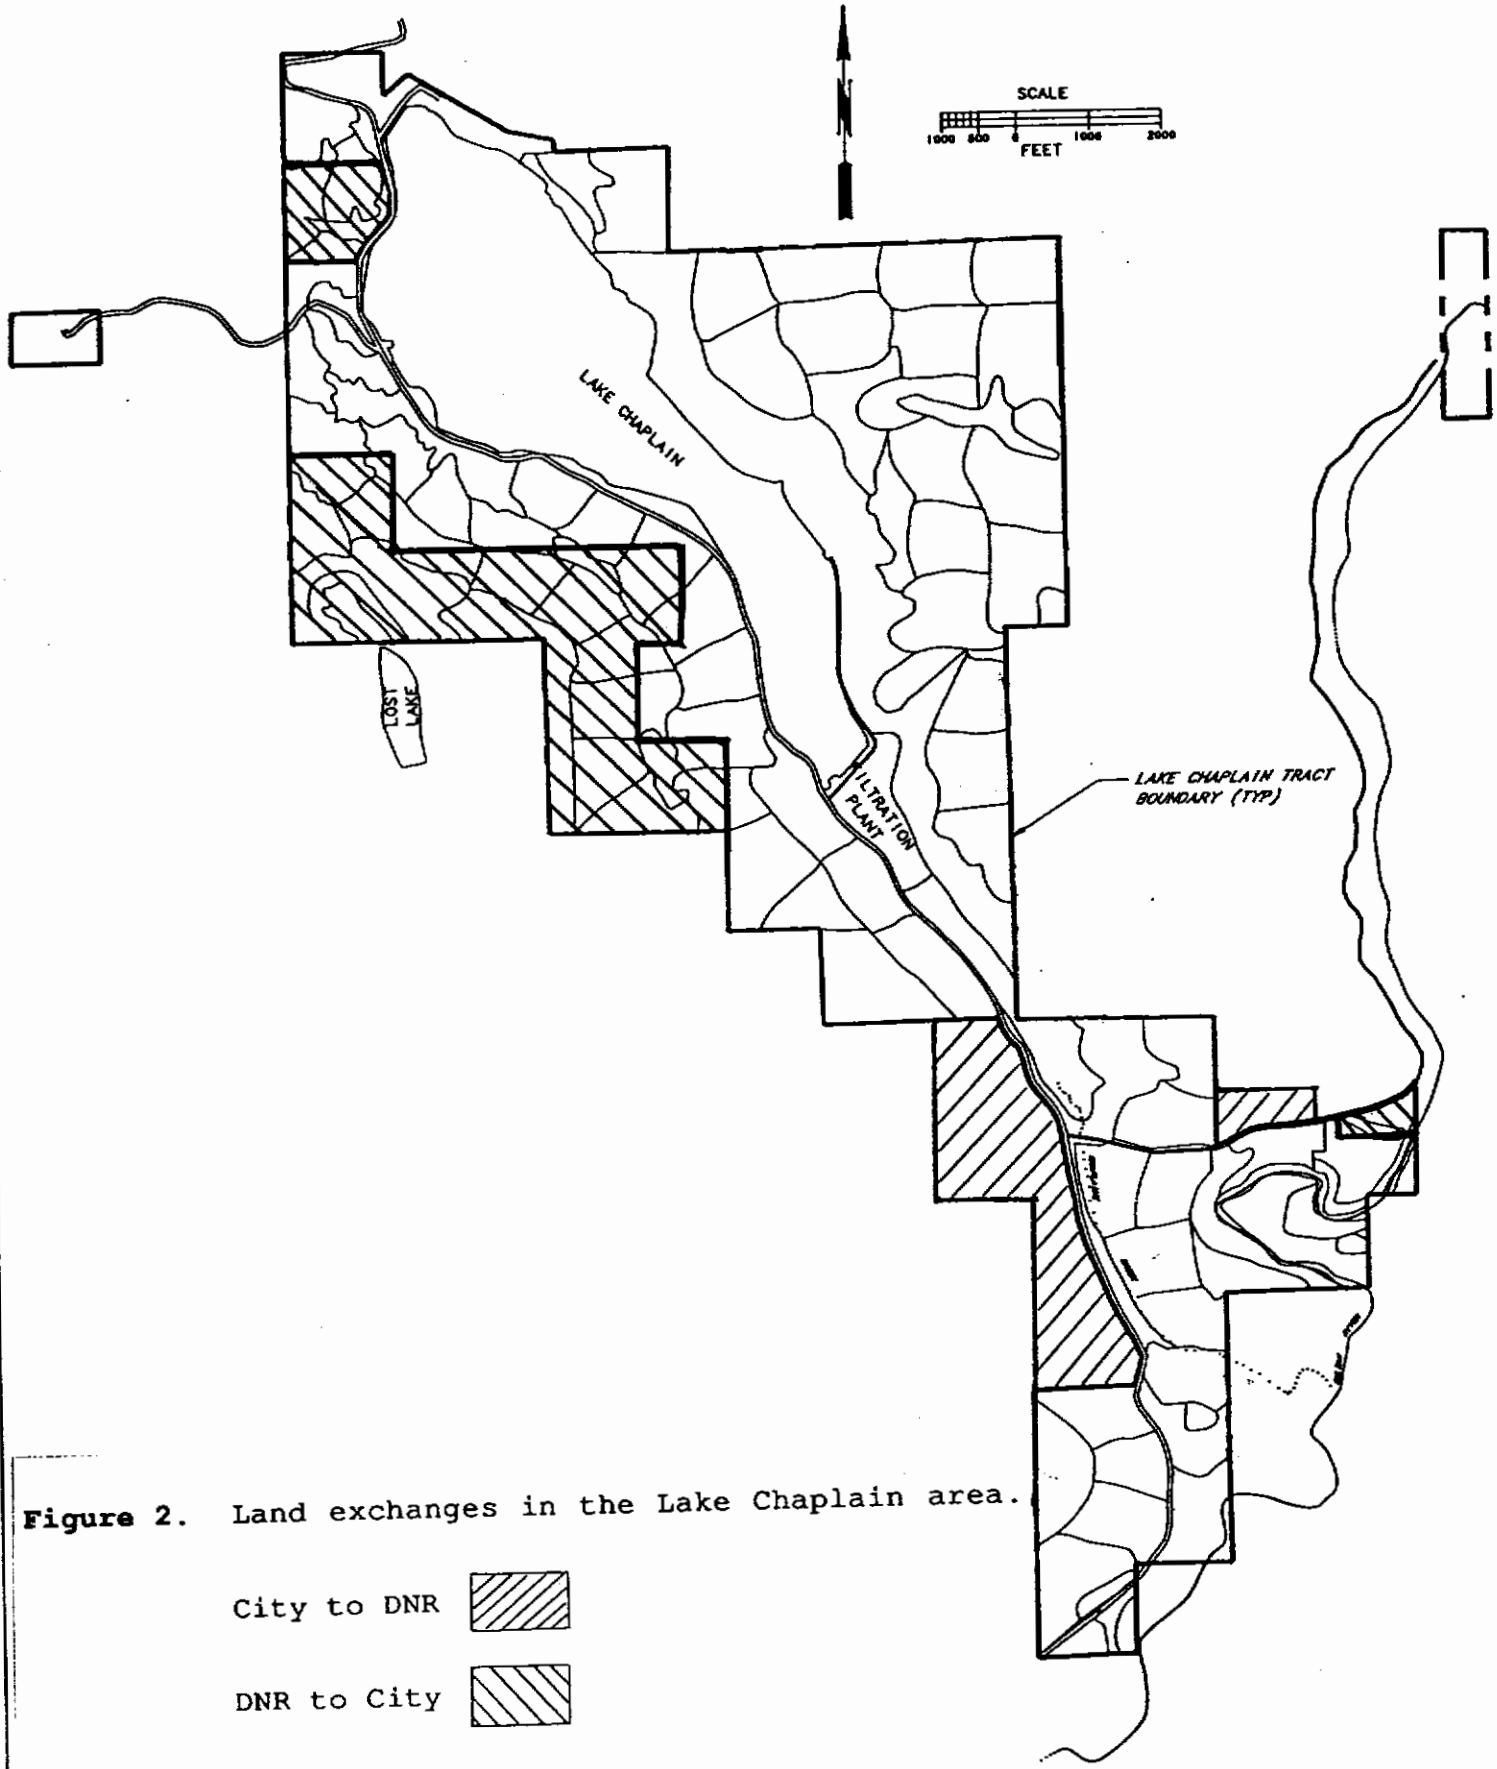 N
SCALE
1000 500 0 1000 2000
FEET
LAKE CHAPLAIN
LOST
LAKE
FILTRATION
PLANT
LAKE CHAPLAIN TRACT
BOUNDARY (TYP)
Figure 2. Land exchanges in the Lake Chaplain area.
City to DNR
DNR to City